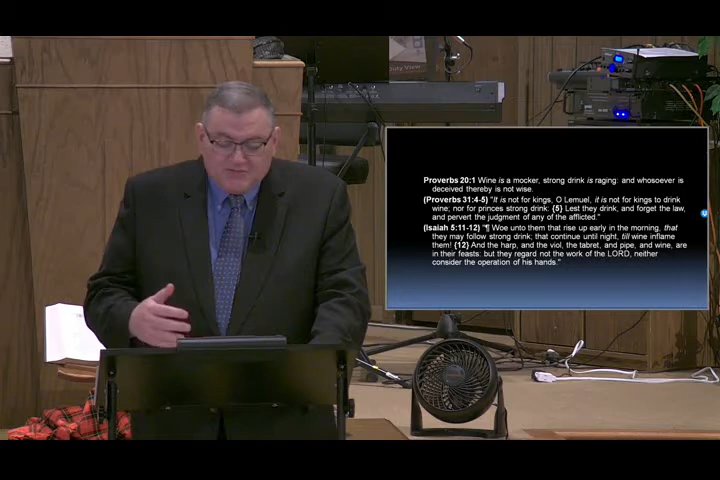 Duty View
Proverbs 20:1 Wine is a mocker, strong drink is raging: and whosoever is
deceived thereby is not wise.
(Proverbs 31:4-5) "It is not for kings, O Lemuel, it is not for kings to drink
wine; nor for princes strong drink: {5} Lest they drink, and forget the law,
and pervert the judgment of any of the afflicted."
(Isaiah 5:11-12) "¶ Woe unto them that rise up early in the morning, that
they may follow strong drink; that continue until night, till wine inflame
them! {12} And the harp, and the viol, the tabret, and pipe, and wine, are
in their feasts: but they regard not the work of the LORD, neither
consider the operation of his hands."